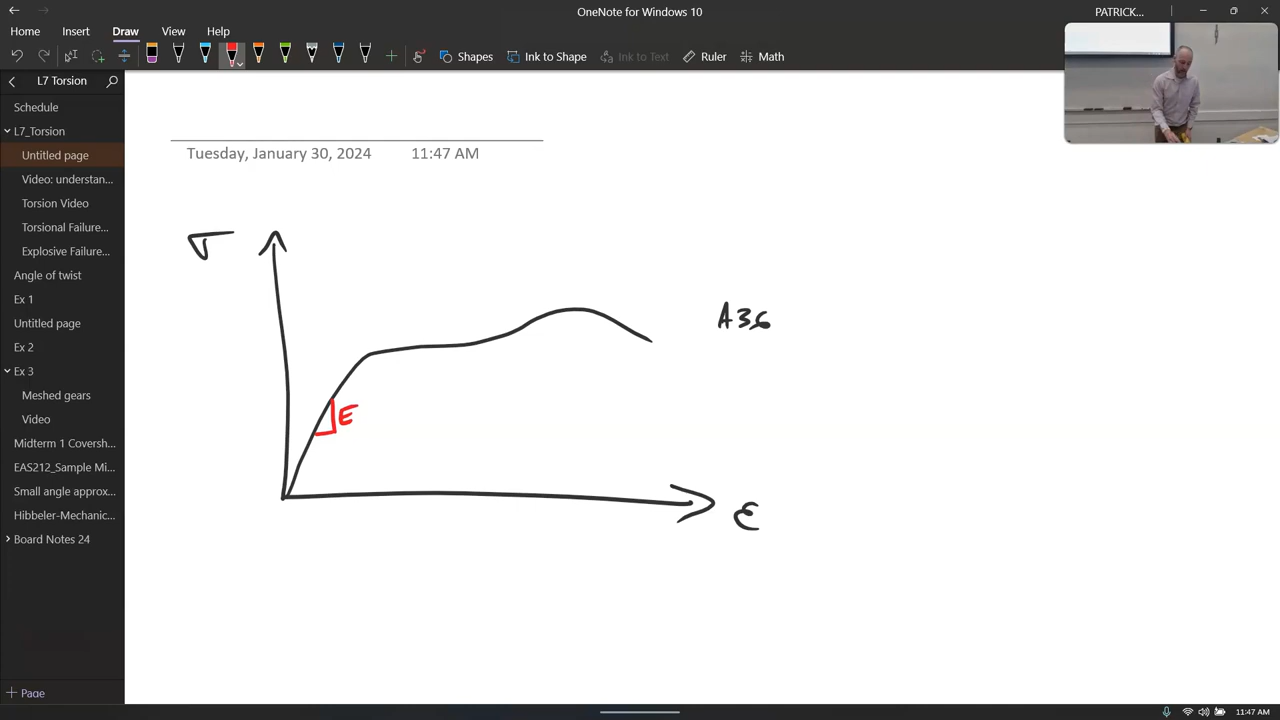 OneNote for Windows 10
PATRICK...
Home
Insert
Draw
View
Help
Shapes
Ink to Shape
Ink to Text
Ruler
Math
L7 Torsion
Schedule
L7_Torsion
Untitled page
Video: understan...
Torsion Video
Torsional Failure...
Explosive Failure...
Angle of twist
Ex 1
Untitled page
Ex 2
Ex 3
Meshed gears
Video
Midterm 1 Coversh...
EAS212_Sample Mi...
Small angle approx...
Hibbeler-Mechanic...
Board Notes 24
Page
Tuesday, January 30, 2024 11:47 AM
σ
A36
E
ε
11:47 AM